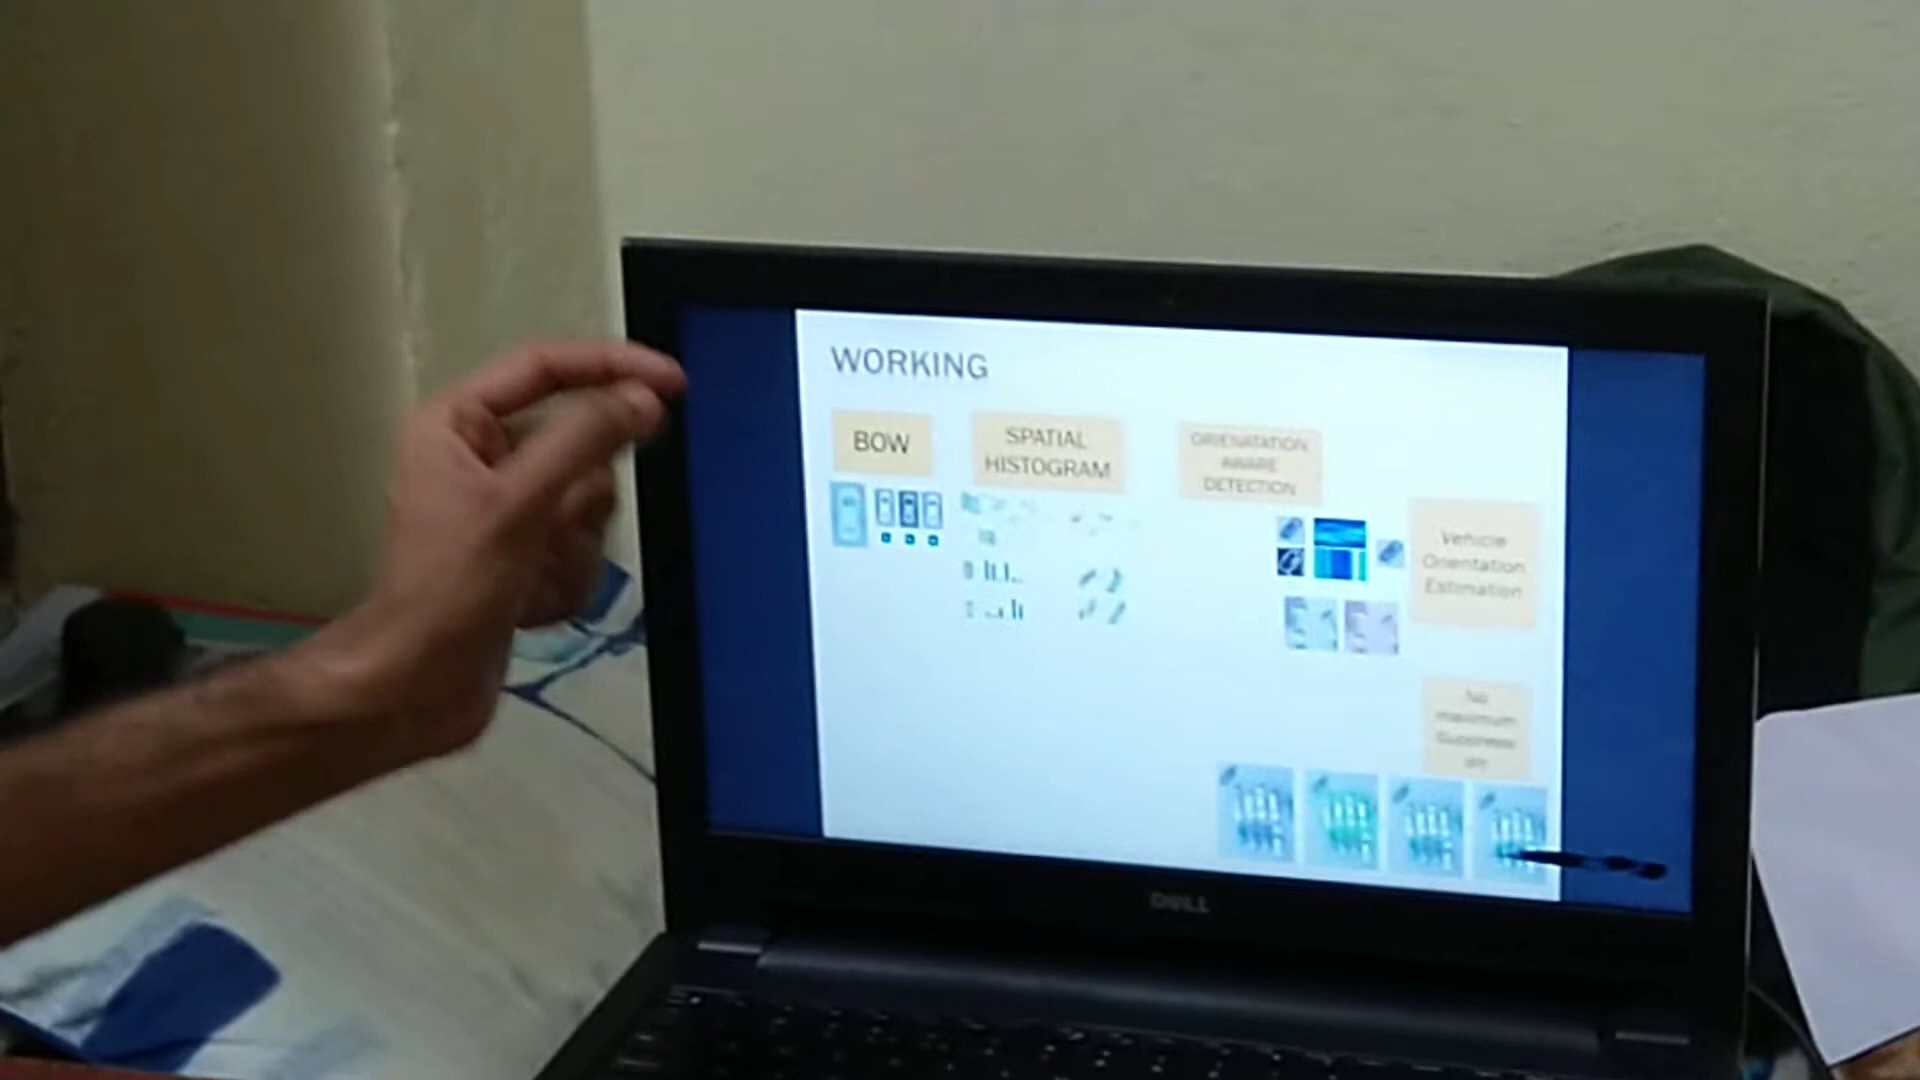 WORKING
BOW
SPATIAL
HISTOGRAM
ORIENATATION
AWARE
DETECTION
Vehicle
Orientation
Estimation
No
maximum
Suppressi
on
DELL